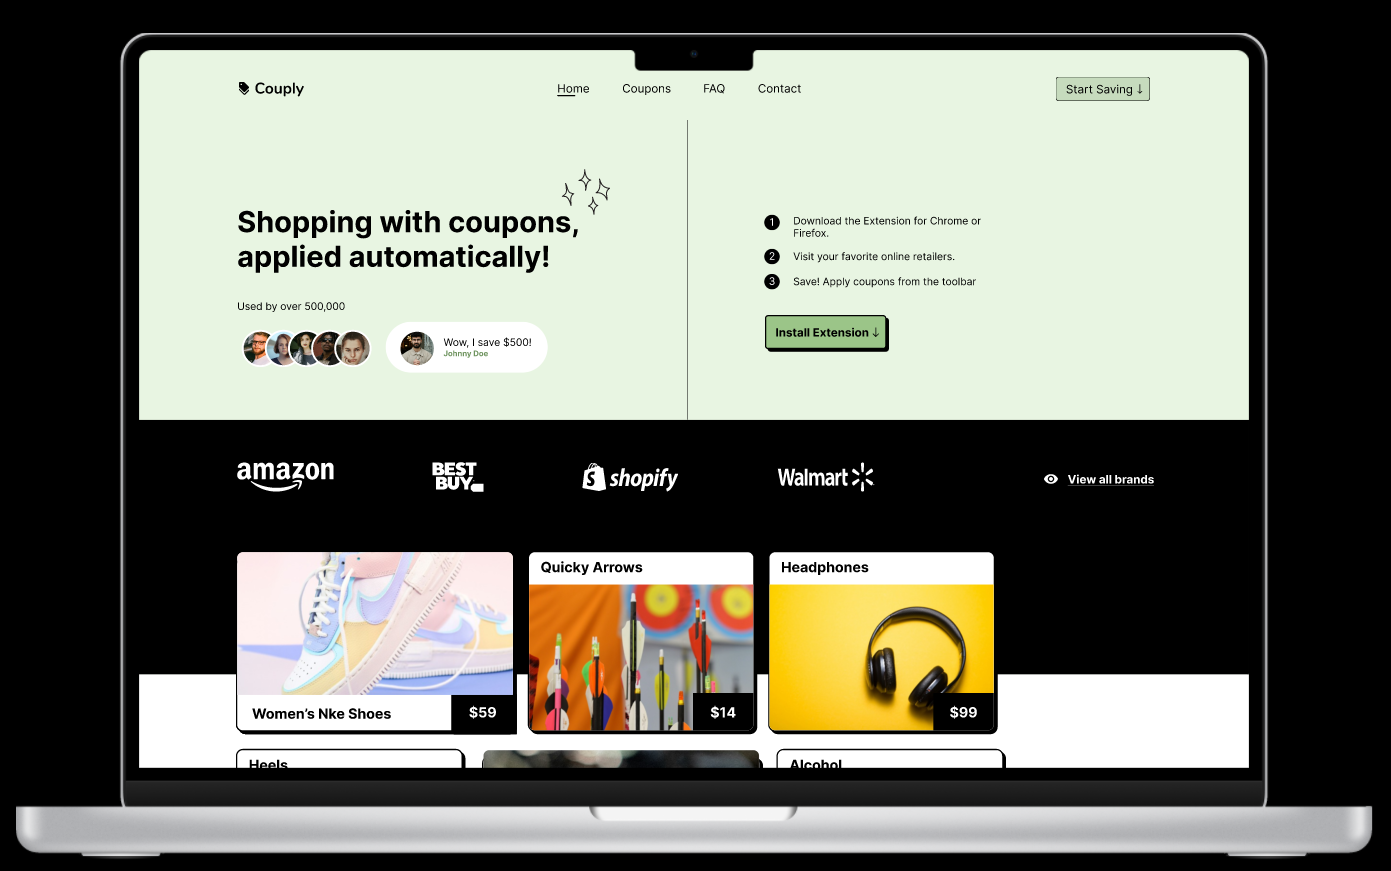 Couply
Home
Coupons
FAQ
Contact
Start Saving ↓
Shopping with coupons,
applied automatically!
Used by over 500,000
Wow, I save $500!
Johnny Doe
1 Download the Extension for Chrome or
Firefox.
2 Visit your favorite online retailers.
3 Save! Apply coupons from the toolbar
Install Extension ↓
amazon
BEST
BUY
shopify
Walmart
View all brands
Women’s Nke Shoes
$59
Quicky Arrows
$14
Headphones
$99
Heels
Alcohol